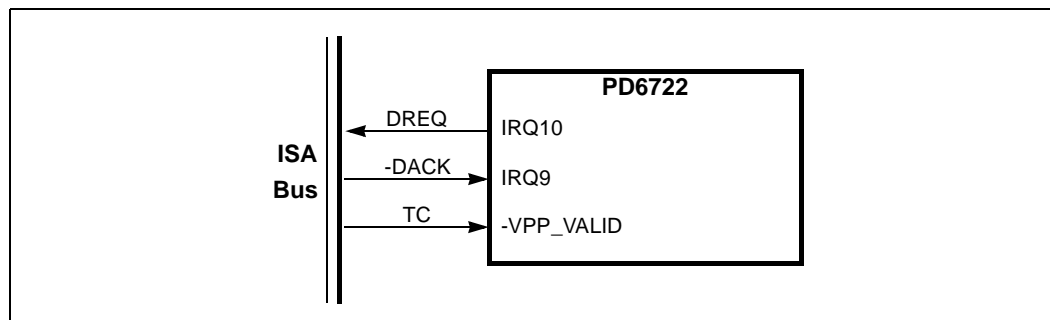 PD6722
DREQ
IRQ10
ISA
Bus
-DACK
IRQ9
TC
-VPP_VALID